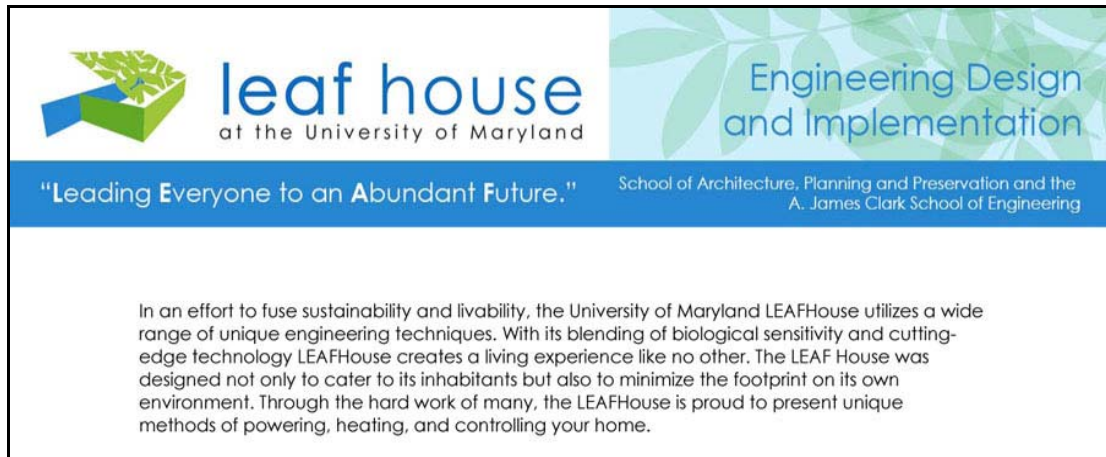 leaf house
at the University of Maryland
Engineering Design
and Implementation
“Leading Everyone to an Abundant Future.”
School of Architecture, Planning and Preservation and the
A. James Clark School of Engineering
In an effort to fuse sustainability and livability, the University of Maryland LEAFHouse utilizes a wide
range of unique engineering techniques. With its blending of biological sensitivity and cutting-
edge technology LEAFHouse creates a living experience like no other. The LEAF House was
designed not only to cater to its inhabitants but also to minimize the footprint on its own
environment. Through the hard work of many, the LEAFHouse is proud to present unique
methods of powering, heating, and controlling your home.